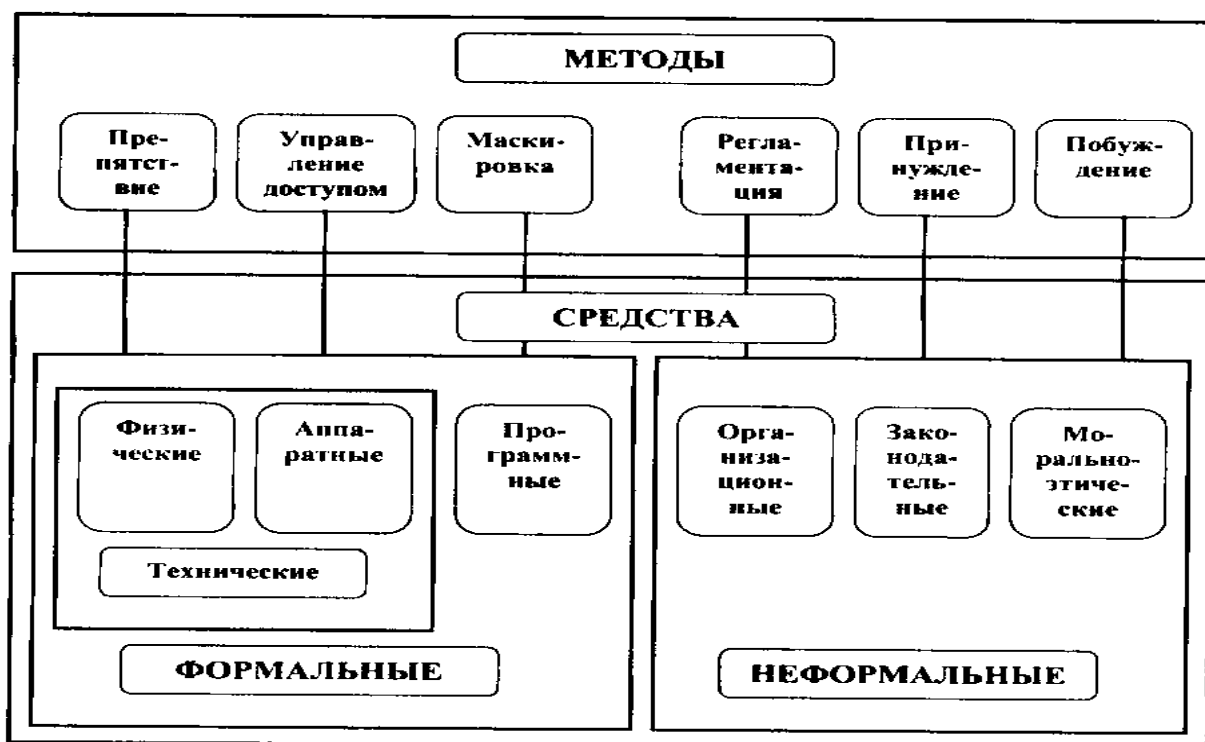 МЕТОДЫ
Пре-
пятст-
вие
Управ-
ление
доступом
Маски-
ровка
Регла-
мента-
ция
При-
нужде-
ние
Побуж-
дение
СРЕДСТВА
Физи-
ческие
Аппа-
ратные
Про-
грамм-
ные
Орга-
низа-
цион-
ные
Зако-
нода-
тель-
ные
Мо-
рально-
этиче-
ские
Технические
ФОРМАЛЬНЫЕ
НЕФОРМАЛЬНЫЕ